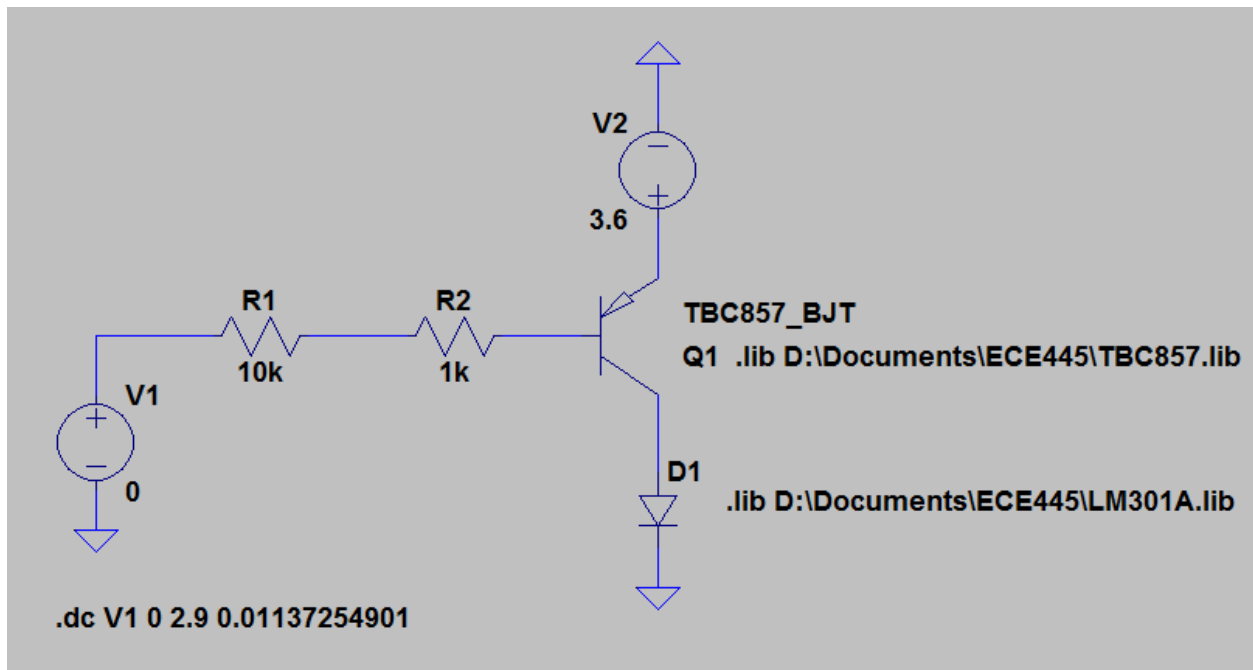 V2
3.6
R1
10k
R2
1k
TBC857_BJT
Q1 .lib D:\Documents\ECE445\TBC857.lib
V1
0
D1
.lib D:\Documents\ECE445\LM301A.lib
.dc V1 0 2.9 0.01137254901